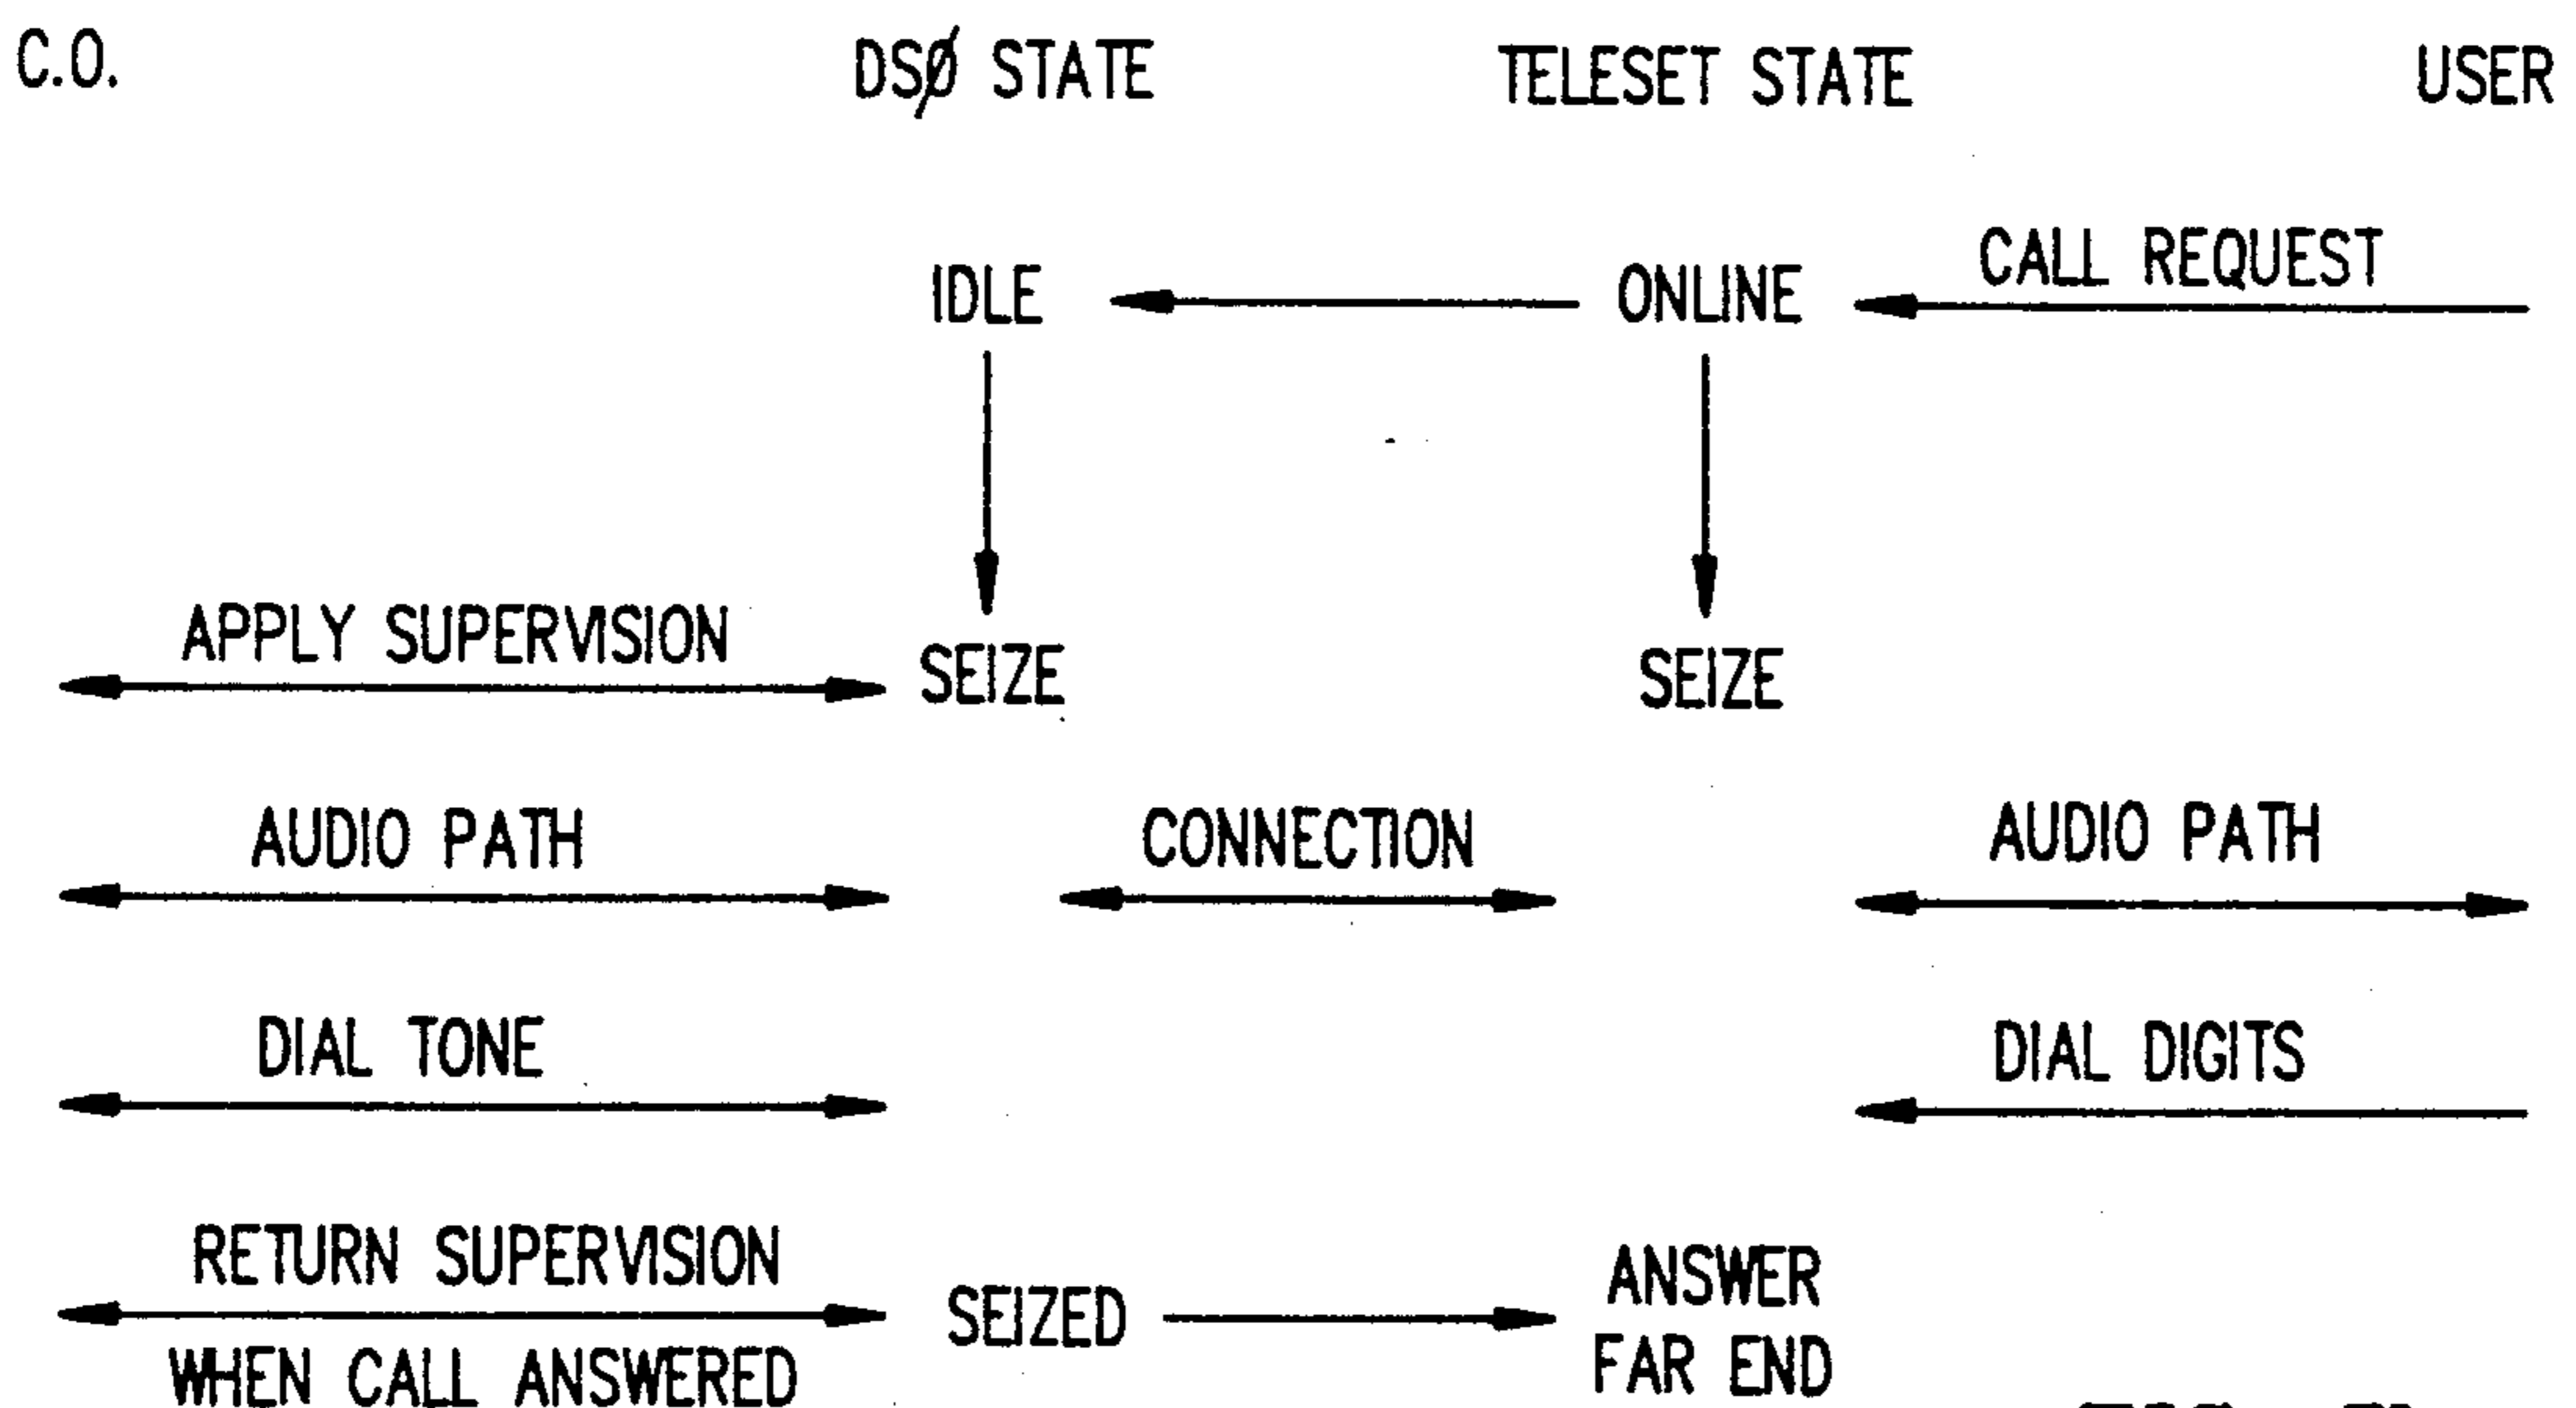 C.O. DSØ STATE TELESET STATE USER
IDLE ONLINE CALL REQUEST
APPLY SUPERVISION SEIZE SEIZE
AUDIO PATH CONNECTION AUDIO PATH
DIAL TONE DIAL DIGITS
RETURN SUPERVISION
WHEN CALL ANSWERED
SEIZED
ANSWER
FAR END